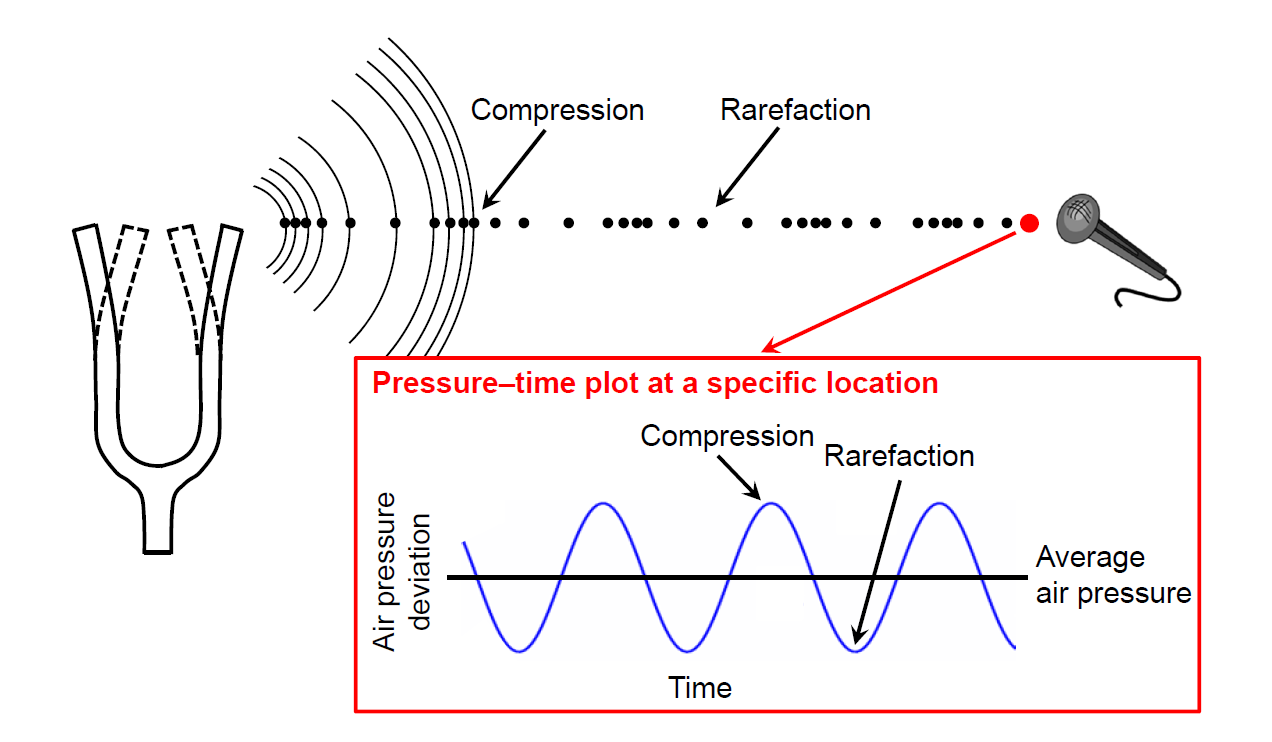 Compression
Rarefaction
Pressure–time plot at a specific location
Compression
Rarefaction
Air pressure
deviation
Average
air pressure
Time